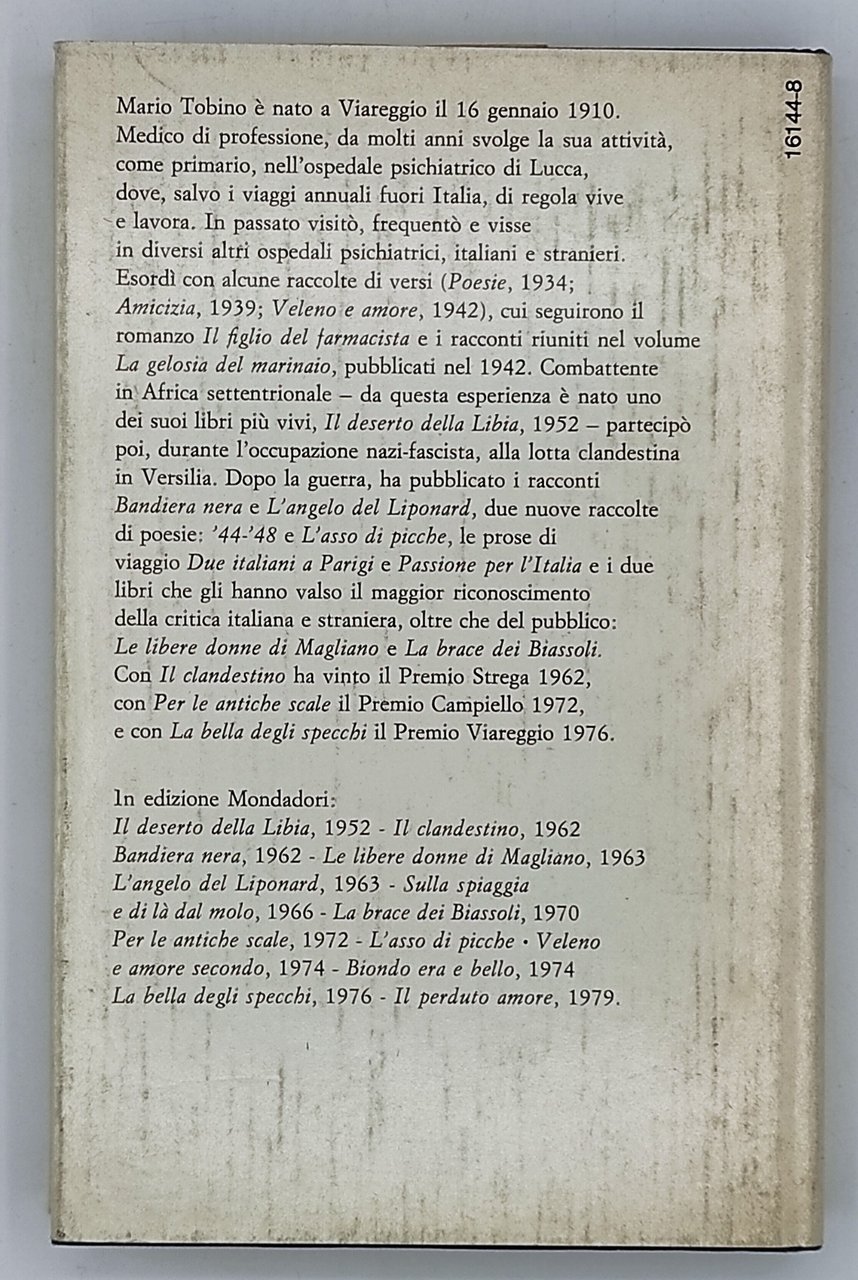 16144-8
Mario Tobino è nato a Viareggio il 16 gennaio 1910.
Medico di professione, da molti anni svolge la sua attività,
come primario, nell'ospedale psichiatrico di Lucca,
dove, salvo i viaggi annuali fuori Italia, di regola vive
e lavora. In passato visitò, frequentò e visse
in diversi altri ospedali psichiatrici, italiani e stranieri.
Esordì con alcune raccolte di versi (Poesie, 1934;
Amicizia, 1939; Veleno e amore, 1942), cui seguirono il
romanzo Il figlio del farmacista e i racconti riuniti nel volume
La gelosia del marinaio, pubblicati nel 1942. Combattente
in Africa settentrionale – da questa esperienza è nato uno
dei suoi libri più vivi, Il deserto della Libia, 1952 – partecipò
poi, durante l'occupazione nazi-fascista, alla lotta clandestina
in Versilia. Dopo la guerra, ha pubblicato i racconti
Bandiera nera e L'angelo del Liponard, due nuove raccolte
di poesie: '44-'48 e L'asso di picche, le prose di
viaggio Due italiani a Parigi e Passione per l'Italia e i due
libri che gli hanno valso il maggior riconoscimento
della critica italiana e straniera, oltre che del pubblico:
Le libere donne di Magliano e La brace dei Biassoli.
Con Il clandestino ha vinto il Premio Strega 1962,
con Per le antiche scale il Premio Campiello 1972,
e con La bella degli specchi il Premio Viareggio 1976.
In edizione Mondadori:
Il deserto della Libia, 1952 - Il clandestino, 1962
Bandiera nera, 1962 - Le libere donne di Magliano, 1963
L'angelo del Liponard, 1963 - Sulla spiaggia
e di là dal molo, 1966 - La brace dei Biassoli, 1970
Per le antiche scale, 1972 - L'asso di picche • Veleno
e amore secondo, 1974 - Biondo era e bello, 1974
La bella degli specchi, 1976 - Il perduto amore, 1979.